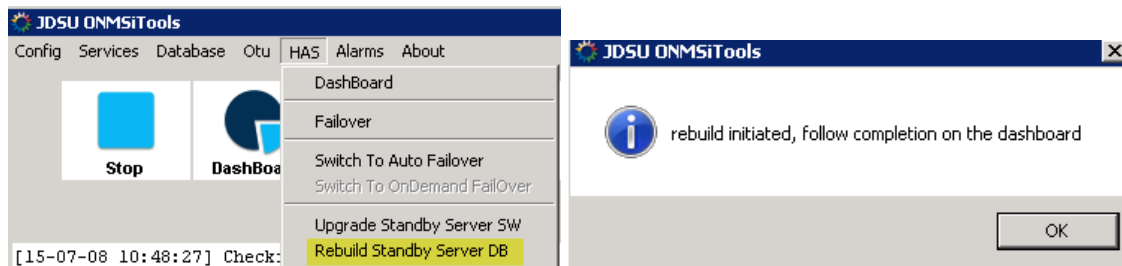 JDSU ONMSiTools
Config Services Database Otu HAS Alarms About
DashBoard
Failover
Switch To Auto Failover
Switch To OnDemand FailOver
Upgrade Standby Server SW
Rebuild Standby Server DB
Stop DashBoa
[15-07-08 10:48:27] Check:
JDSU ONMSiTools
rebuild initiated, follow completion on the dashboard
OK